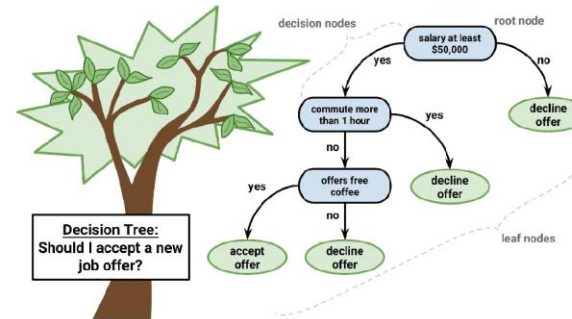 decision nodes
root node
salary at least
$50,000
yes
no
commute more
than 1 hour
yes
decline
offer
no
offers free
coffee
decline
offer
yes
no
Decision Tree:
Should I accept a new
job offer?
accept
offer
decline
offer
leaf nodes